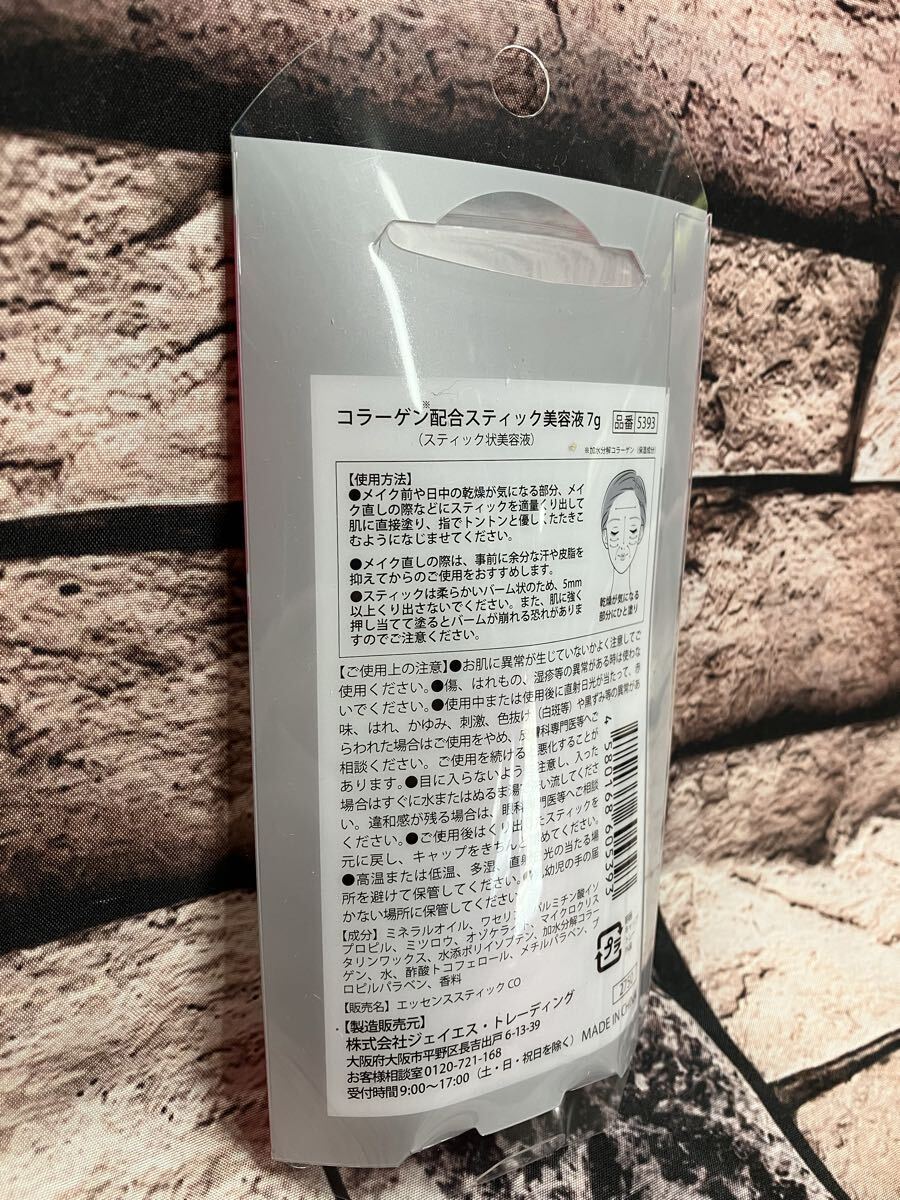 コラーゲン※配合スティック美容液 7g 品番 5393
(スティック状美容液)
※加水分解コラーゲン(保湿成分)
【使用方法】
●メイク前や日中の乾燥が気になる部分、メイ
ク直しの際などにスティックを適量くり出して
肌に直接塗り、指でトントンと優しくたたきこ
むようになじませてください。
●メイク直しの際は、事前に余分な汗や皮脂を
抑えてからのご使用をおすすめします。
●スティックは柔らかいバーム状のため、5mm
以上くり出さないでください。また、肌に強く
押し当てて塗るとバームが崩れる恐れがありま
すのでご注意ください。
乾燥が気になる
部分にひと塗り
【ご使用上の注意】●お肌に異常が生じていないかよく注意してご
使用ください。●傷、はれもの、湿疹等の異常がある時は使わな
いでください。●使用中または使用後に直射日光が当たって、赤
味、はれ、かゆみ、刺激、色抜け(白斑等)や黒ずみ等の異常があ
らわれた場合はご使用をやめ、皮膚科専門医等へご
相談ください。ご使用を続けると悪化することが
あります。●目に入らないよう 注意し、入った
場合はすぐに水またはぬるま湯で洗い流してくださ
い。違和感が残る場合は、眼科専門医等へご相談
ください。●ご使用後はくり出したスティックを
元に戻し、キャップをきちんと閉めてください。
●高温または低温、多湿、直射日光の当たる場
所を避けて保管してください。●乳幼児の手の届
かない場所に保管してください。
4 580168 605393
【成分】ミネラルオイル、ワセリン、パルミチン酸イソ
プロピル、ミツロウ、オゾケライト、マイクロクリス
タリンワックス、水添ポリイソブテン、加水分解コラー
ゲン、水、酢酸トコフェロール、メチルパラベン、プ
ロピルパラベン、香料
プラ
【販売名】エッセンススティック CO
【製造販売元】
株式会社ジェイエス・トレーディング
大阪府大阪市平野区長吉出戸 6-13-39
お客様相談室 0120-721-168
受付時間 9:00〜17:00(土・日・祝日を除く)
MADE IN